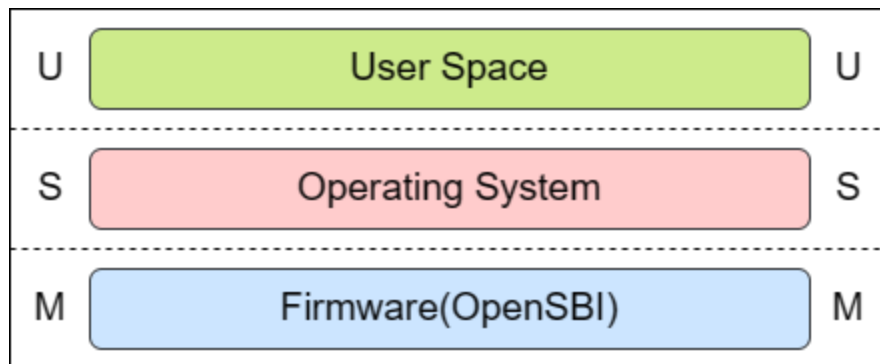 U User Space U
S Operating System S
M Firmware(OpenSBI) M